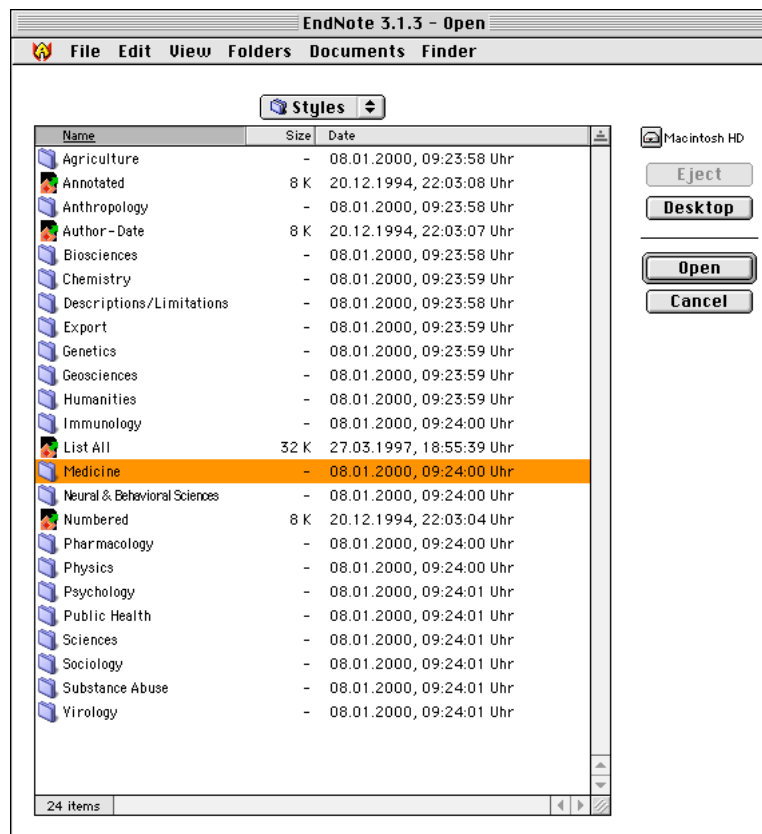 EndNote 3.1.3 - Open
File Edit View Folders Documents Finder
Styles
Name Size Date
Macintosh HD
Agriculture - 08.01.2000, 09:23:58 Uhr
Annotated 8 K 20.12.1994, 22:03:08 Uhr
Eject
Anthropology - 08.01.2000, 09:23:58 Uhr
Desktop
Author-Date 8 K 20.12.1994, 22:03:07 Uhr
Biosciences - 08.01.2000, 09:23:58 Uhr
Open
Chemistry - 08.01.2000, 09:23:59 Uhr
Descriptions/Limitations - 08.01.2000, 09:23:58 Uhr
Cancel
Export - 08.01.2000, 09:23:59 Uhr
Genetics - 08.01.2000, 09:23:59 Uhr
Geosciences - 08.01.2000, 09:23:59 Uhr
Humanities - 08.01.2000, 09:23:59 Uhr
Immunology - 08.01.2000, 09:24:00 Uhr
List All 32 K 27.03.1997, 18:55:39 Uhr
Medicine - 08.01.2000, 09:24:00 Uhr
Neural & Behavioral Sciences - 08.01.2000, 09:24:00 Uhr
Numbered 8 K 20.12.1994, 22:03:04 Uhr
Pharmacology - 08.01.2000, 09:24:00 Uhr
Physics - 08.01.2000, 09:24:00 Uhr
Psychology - 08.01.2000, 09:24:01 Uhr
Public Health - 08.01.2000, 09:24:01 Uhr
Sciences - 08.01.2000, 09:24:01 Uhr
Sociology - 08.01.2000, 09:24:01 Uhr
Substance Abuse - 08.01.2000, 09:24:01 Uhr
Virology - 08.01.2000, 09:24:01 Uhr
24 items